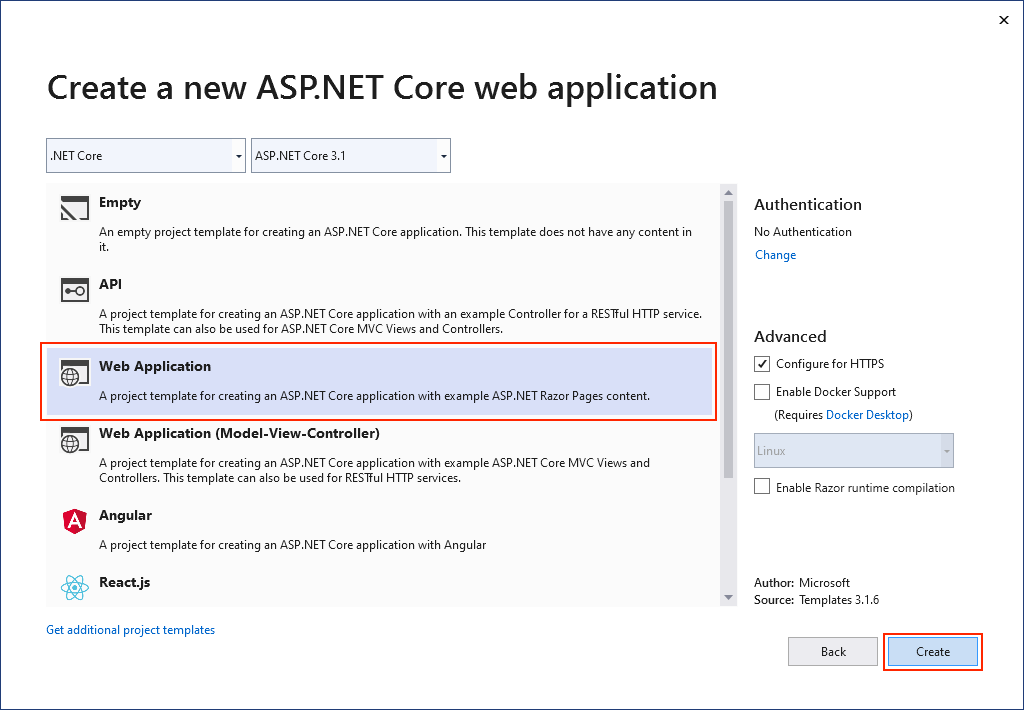 Create a new ASP.NET Core web application
.NET Core
ASP.NET Core 3.1
Empty
An empty project template for creating an ASP.NET Core application. This template does not have any content in
it.
API
A project template for creating an ASP.NET Core application with an example Controller for a RESTful HTTP service.
This template can also be used for ASP.NET Core MVC Views and Controllers.
Web Application
A project template for creating an ASP.NET Core application with example ASP.NET Razor Pages content.
Web Application (Model-View-Controller)
A project template for creating an ASP.NET Core application with example ASP.NET Core MVC Views and
Controllers. This template can also be used for RESTful HTTP services.
Angular
A project template for creating an ASP.NET Core application with Angular
React.js
Get additional project templates
Authentication
No Authentication
Change
Advanced
Configure for HTTPS
Enable Docker Support
(Requires Docker Desktop)
Linux
Enable Razor runtime compilation
Author: Microsoft
Source: Templates 3.1.6
Back
Create